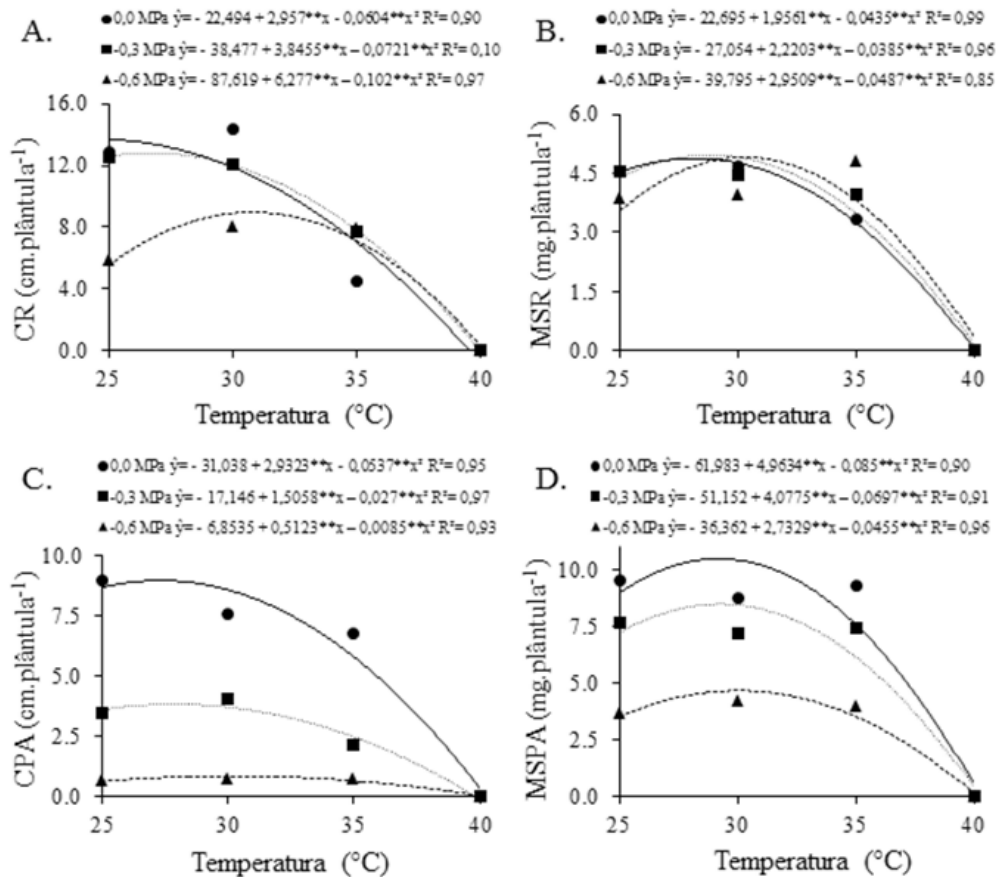 A.
● 0,0 MPa ŷ= - 22,494 + 2,957**x - 0,0604**x² R²= 0,90
■ -0,3 MPa ŷ= - 38,477 + 3,8455**x - 0,0721**x² R²= 0,10
▲ -0,6 MPa ŷ= - 87,619 + 6,277**x - 0,102**x² R²= 0,97
16.0
12.0
8.0
4.0
0.0
CR (cm.plântula⁻¹)
25 30 35 40
Temperatura (°C)
B.
● 0,0 MPa ŷ= - 22,695 + 1,9561**x - 0,0435**x² R²= 0,99
■ -0,3 MPa ŷ= - 27,054 + 2,2203**x - 0,0385**x² R²= 0,96
▲ -0,6 MPa ŷ= - 39,795 + 2,9509**x - 0,0487**x² R²= 0,85
6.0
4.5
3.0
1.5
0.0
MSR (mg.plântula⁻¹)
25 30 35 40
Temperatura (°C)
C.
● 0,0 MPa ŷ= - 31,038 + 2,9323**x - 0,0537**x² R²= 0,95
■ -0,3 MPa ŷ= - 17,146 + 1,5058**x - 0,027**x² R²= 0,97
▲ -0,6 MPa ŷ= - 6,8535 + 0,5123**x - 0,0085**x² R²= 0,93
10.0
7.5
5.0
2.5
0.0
CPA (cm.plântula⁻¹)
25 30 35 40
Temperatura (°C)
D.
● 0,0 MPa ŷ= - 61,983 + 4,9634**x - 0,085**x² R²= 0,90
■ -0,3 MPa ŷ= - 51,152 + 4,0775**x - 0,0697**x² R²= 0,91
▲ -0,6 MPa ŷ= - 36,362 + 2,7329**x - 0,0455**x² R²= 0,96
10.0
7.5
5.0
2.5
0.0
MSPA (mg.plântula⁻¹)
25 30 35 40
Temperatura (°C)